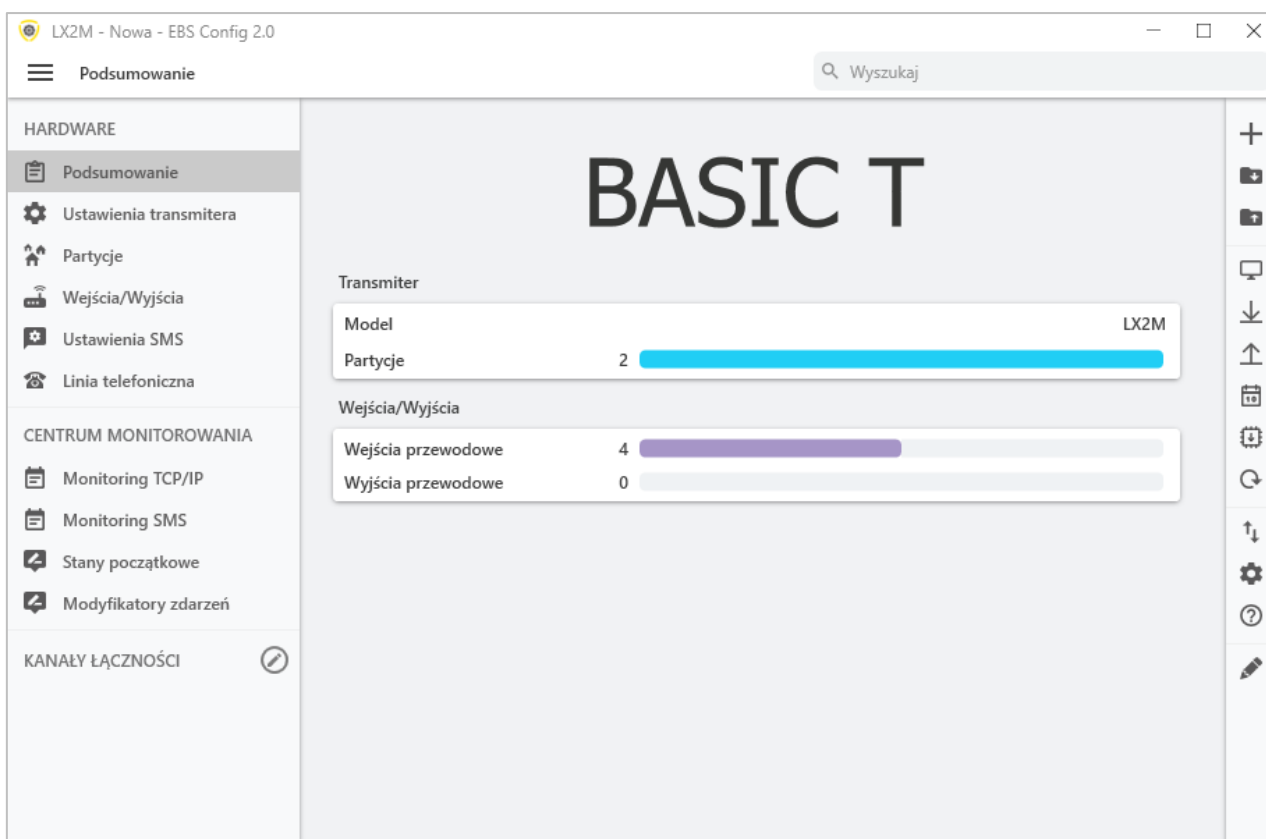 LX2M - Nowa - EBS Config 2.0
Podsumowanie
Wyszukaj
HARDWARE
Podsumowanie
Ustawienia transmitera
Partycje
Wejścia/Wyjścia
Ustawienia SMS
Linia telefoniczna
CENTRUM MONITOROWANIA
Monitoring TCP/IP
Monitoring SMS
Stany początkowe
Modyfikatory zdarzeń
KANAŁY ŁĄCZNOŚCI
BASIC T
Transmiter
Model LX2M
Partycje 2
Wejścia/Wyjścia
Wejścia przewodowe 4
Wyjścia przewodowe 0
10